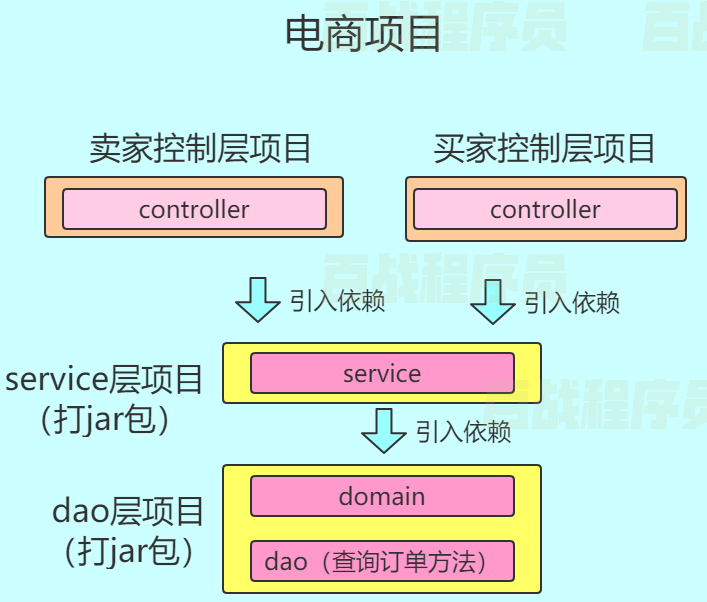 电商项目
百战程序员
百战
卖家控制层项目
买家控制层项目
controller
controller
百战程序员
引入依赖
引入依赖
service层项目
（打jar包）
service
百战程序员
引入依赖
dao层项目
（打jar包）
domain
dao（查询订单方法）